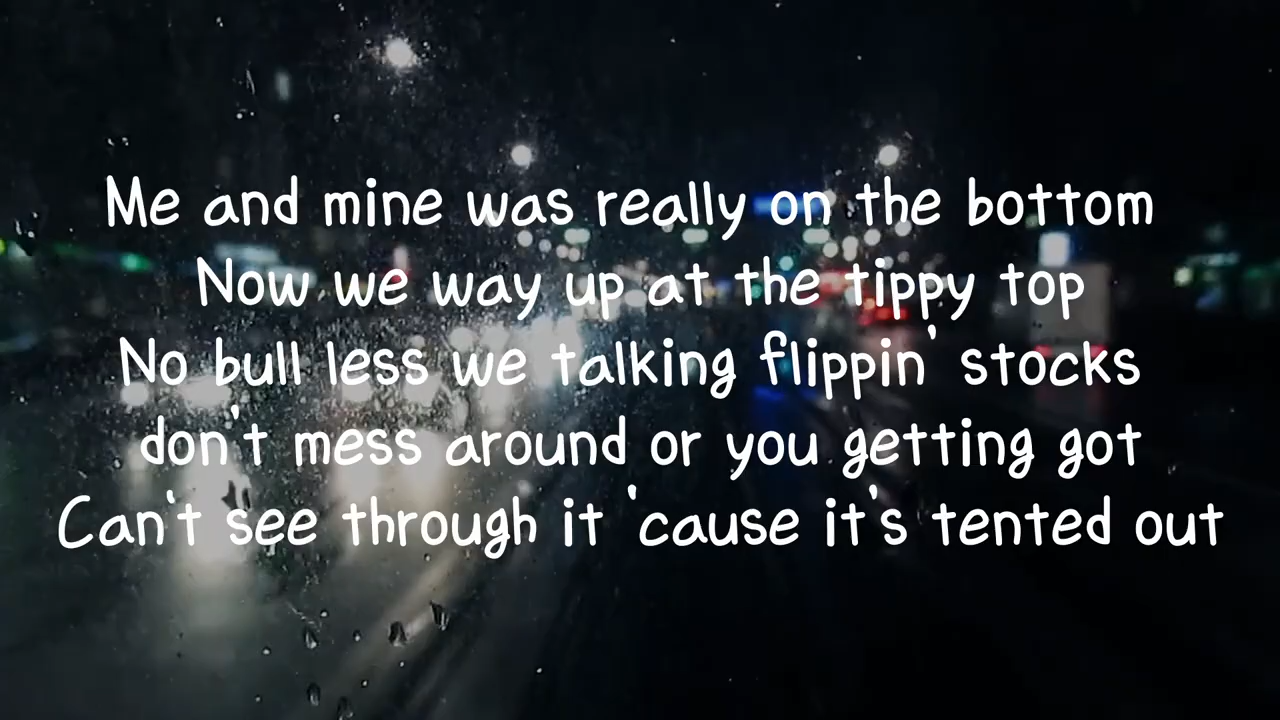 Me and mine was really on the bottom
Now we way up at the tippy top
No bull less we talking flippin' stocks
don't mess around or you getting got
Can't see through it 'cause it's tented out